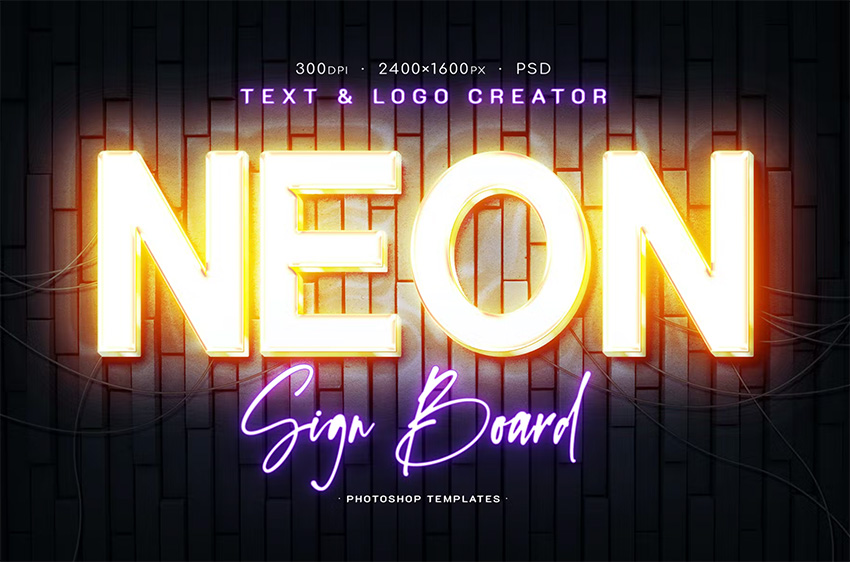 300DPI · 2400×1600PX · PSD
TEXT & LOGO CREATOR
NEON
Sign Board
· PHOTOSHOP TEMPLATES ·